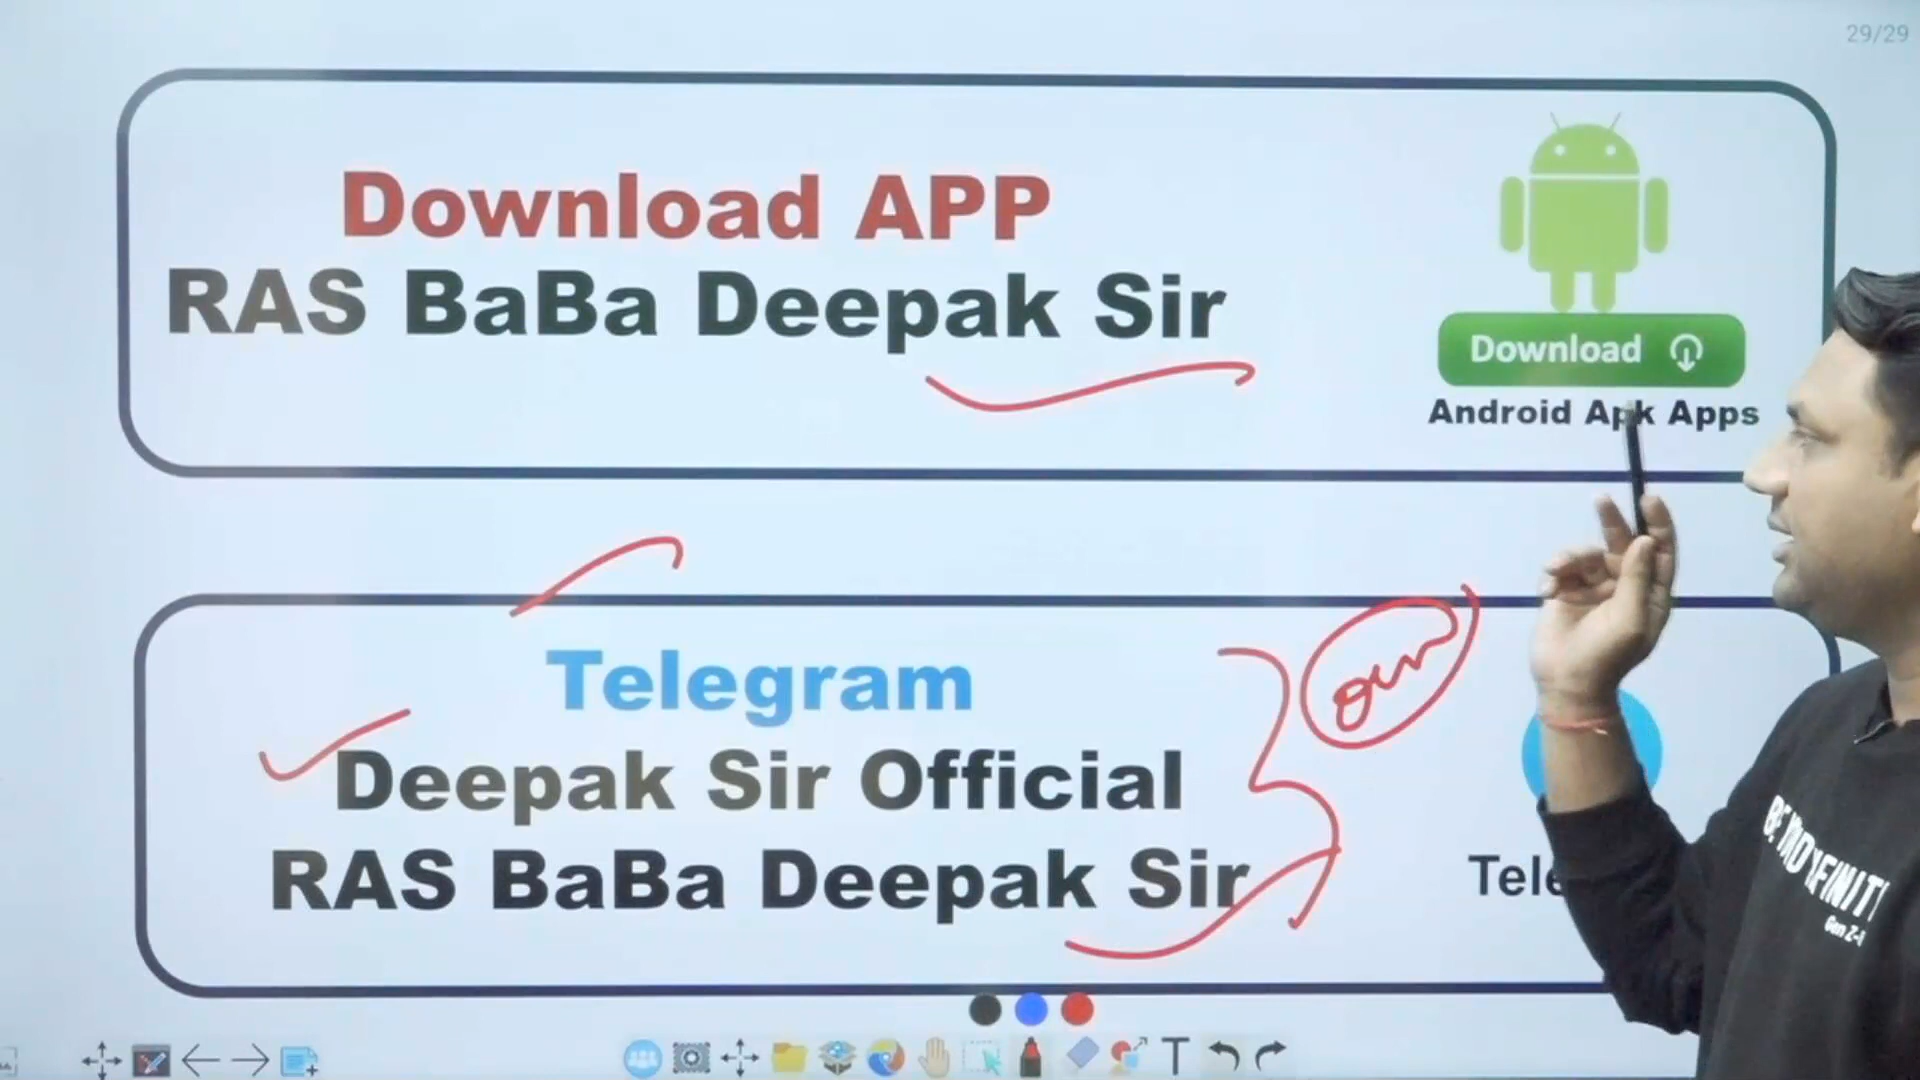 29/29
Download APP
RAS BaBa Deepak Sir
Download
Android Apk Apps
Telegram
Deepak Sir Official
RAS BaBa Deepak Sir
Tele
Gen Z-
T